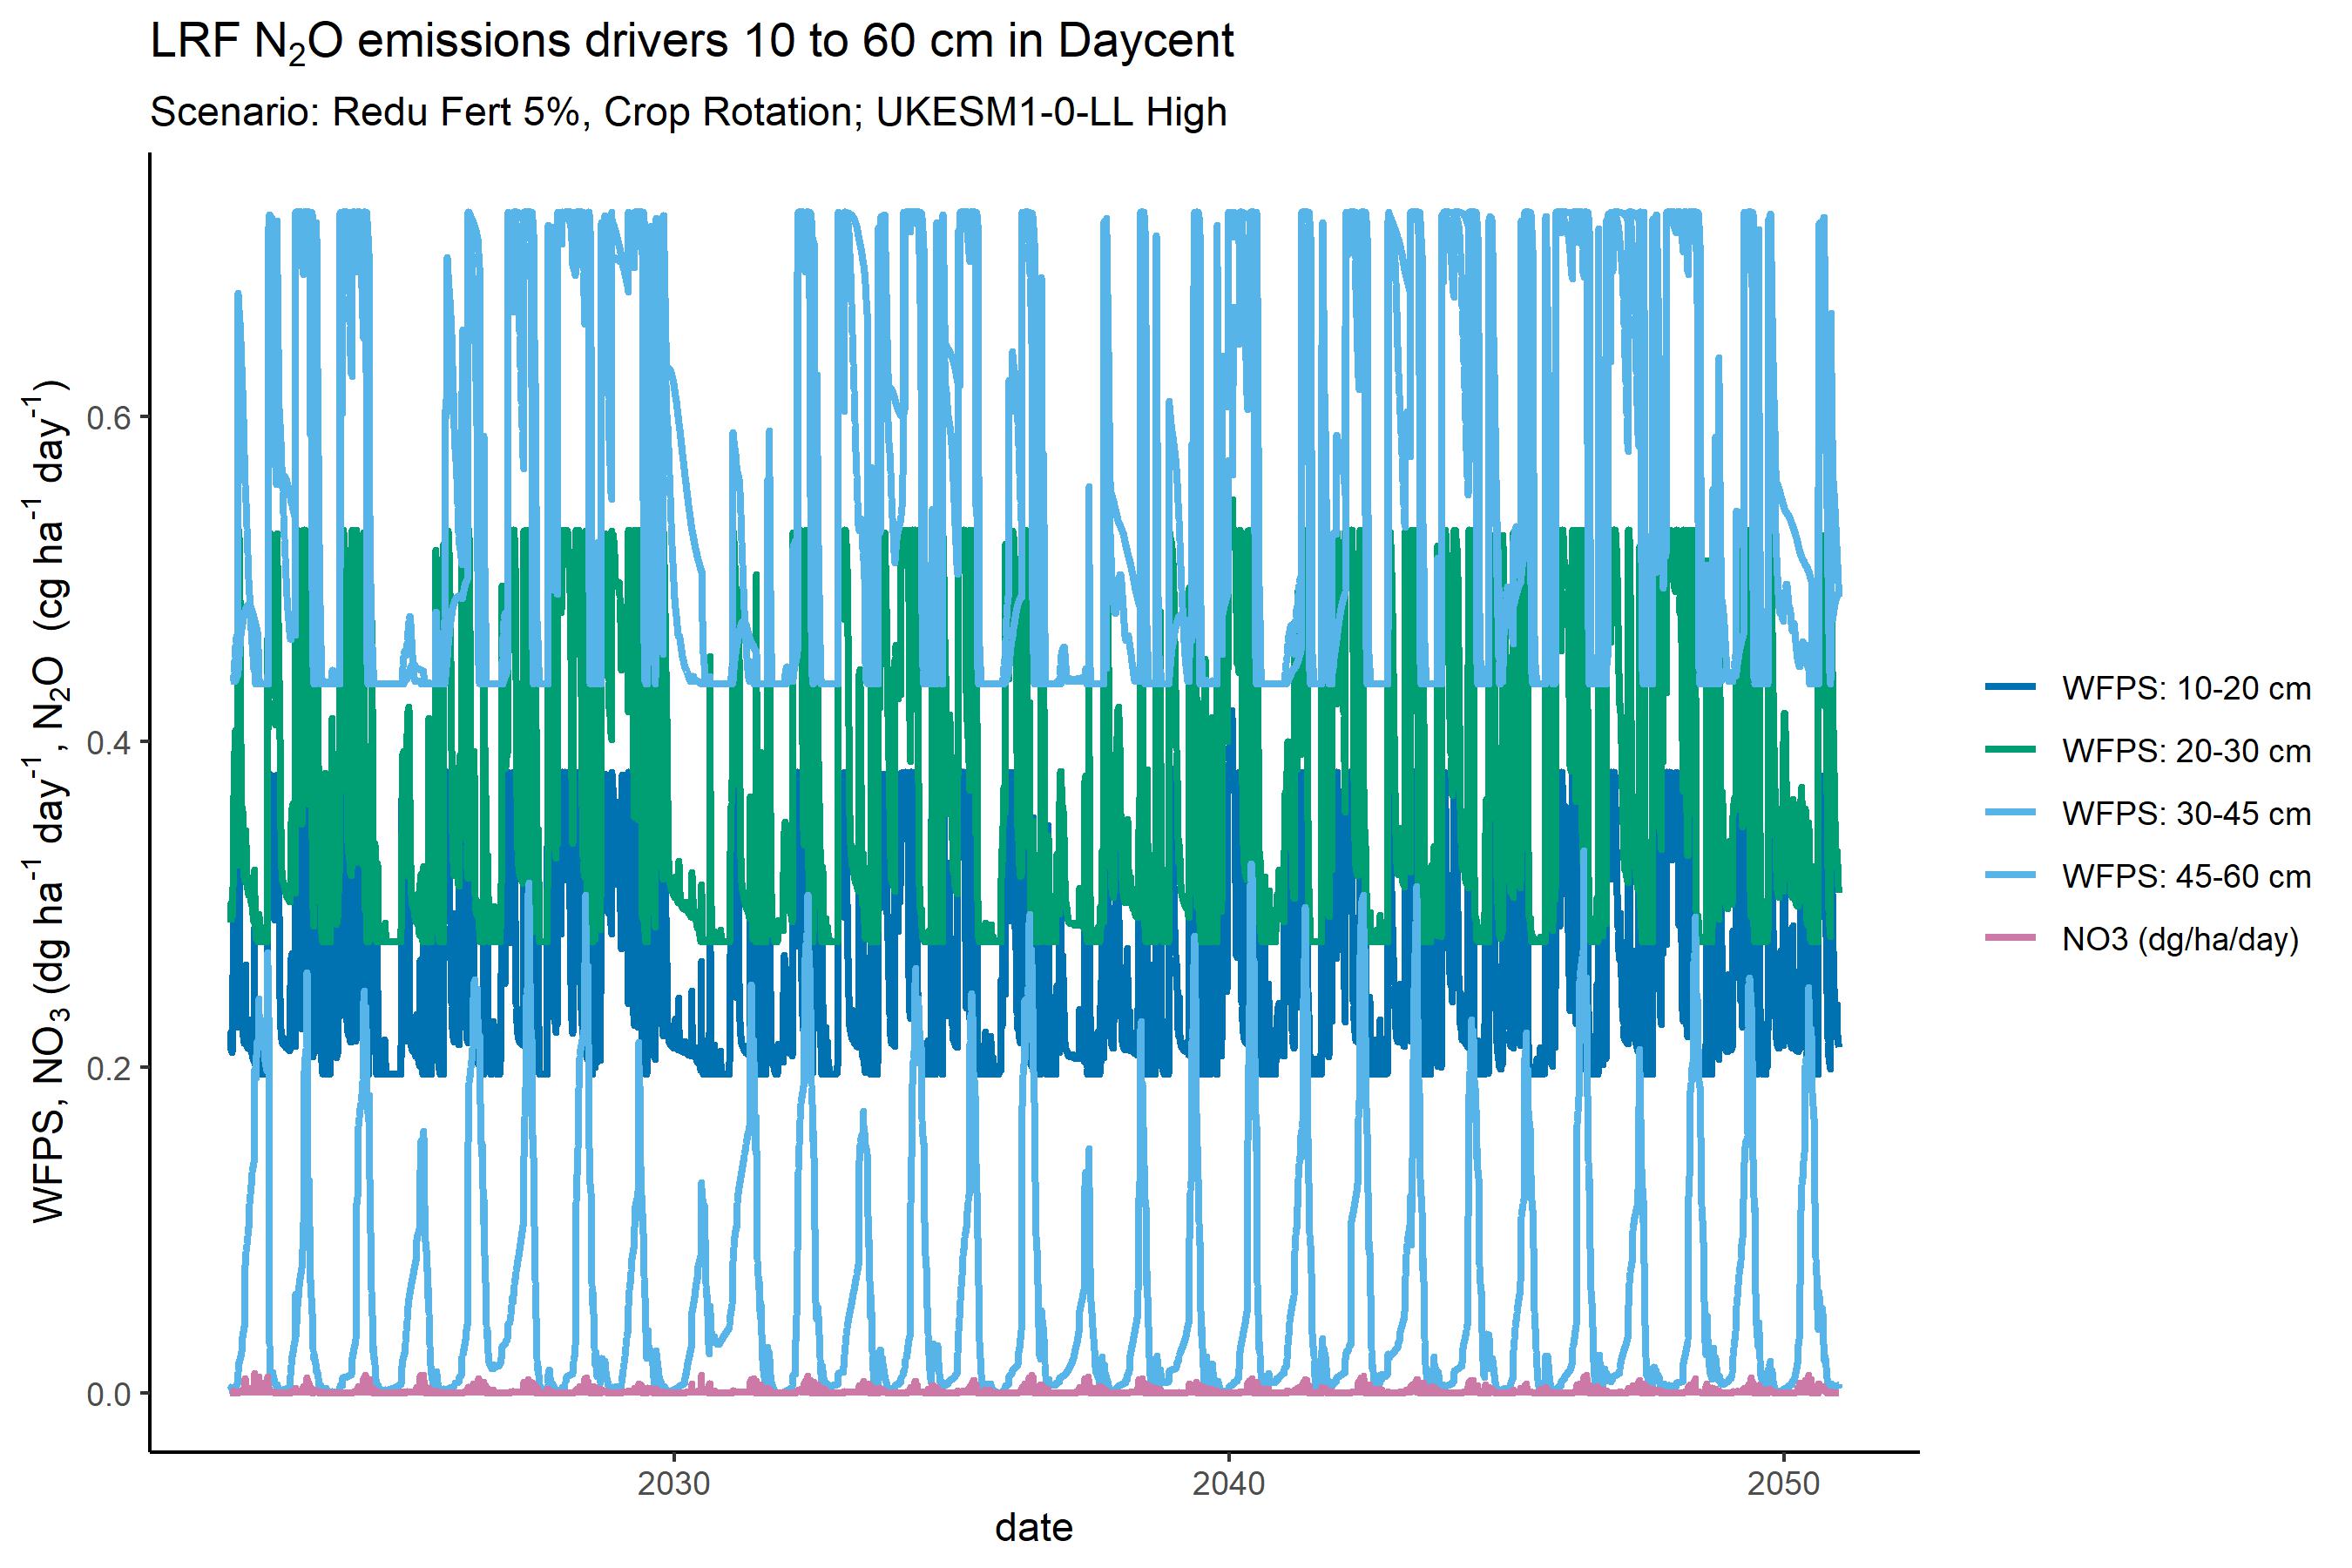 LRF N₂O emissions drivers 10 to 60 cm in Daycent
Scenario: Redu Fert 5%, Crop Rotation; UKESM1-0-LL High
WFPS, NO₃ (dg ha⁻¹ day⁻¹, N₂O (cg ha⁻¹ day⁻¹)
0.6
0.4
0.2
0.0
2030
2040
2050
date
WFPS: 10-20 cm
WFPS: 20-30 cm
WFPS: 30-45 cm
WFPS: 45-60 cm
NO3 (dg/ha/day)